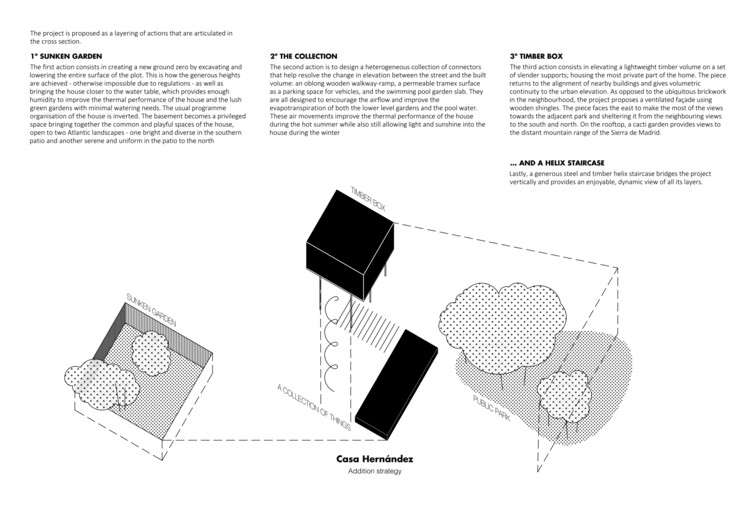 The project is proposed as a layering of actions that are articulated in
the cross section.
1º SUNKEN GARDEN
The first action consists in creating a new ground zero by excavating and
lowering the entire surface of the plot. This is how the generous heights
are achieved - otherwise impossible due to regulations - as well as
bringing the house closer to the water table, which provides enough
humidity to improve the thermal performance of the house and the lush
green gardens with minimal watering needs. The usual programme
organisation of the house is inverted. The basement becomes a privileged
space bringing together the common and playful spaces of the house,
open to two Atlantic landscapes - one bright and diverse in the southern
patio and another serene and uniform in the patio to the north
2º THE COLLECTION
The second action is to design a heterogeneous collection of connectors
that help resolve the change in elevation between the street and the built
volume: an oblong wooden walkway-ramp, a permeable tramex surface
as a parking space for vehicles, and the swimming pool garden slab. They
are all designed to encourage the airflow and improve the
evapotranspiration of both the lower level gardens and the pool water.
These air movements improve the thermal performance of the house
during the hot summer while also still allowing light and sunshine into the
house during the winter
3º TIMBER BOX
The third action consists in elevating a lightweight timber volume on a set
of slender supports; housing the most private part of the home. The piece
returns to the alignment of nearby buildings and gives volumetric
continuity to the urban elevation. As opposed to the ubiquitous brickwork
in the neighbourhood, the project proposes a ventilated façade using
wooden shingles. The piece faces the east to make the most of the views
towards the adjacent park and sheltering it from the neighbouring views
to the south and north. On the rooftop, a cacti garden provides views to
the distant mountain range of the Sierra de Madrid.
... AND A HELIX STAIRCASE
Lastly, a generous steel and timber helix staircase bridges the project
vertically and provides an enjoyable, dynamic view of all its layers.
TIMBER BOX
SUNKEN GARDEN
A COLLECTION OF THINGS
PUBLIC PARK
Casa Hernández
Addition strategy